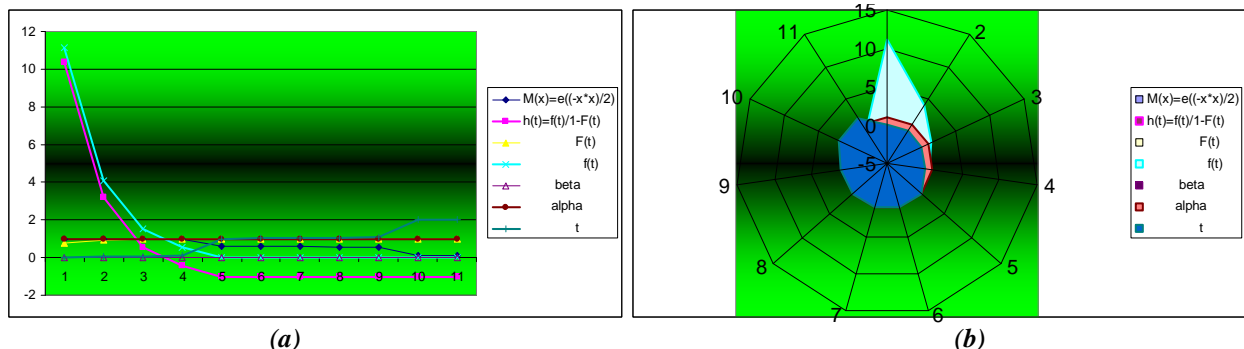 12
10
8
6
4
2
0
-2
1 2 3 4 5 6 7 8 9 10 11
M(x)=e((-x*x)/2)
h(t)=f(t)/1-F(t)
F(t)
f(t)
beta
alpha
t
(a)
15
10
5
0
-5
2
3
4
5
6
7
8
9
10
11
M(x)=e((-x*x)/2)
h(t)=f(t)/1-F(t)
F(t)
f(t)
beta
alpha
t
(b)